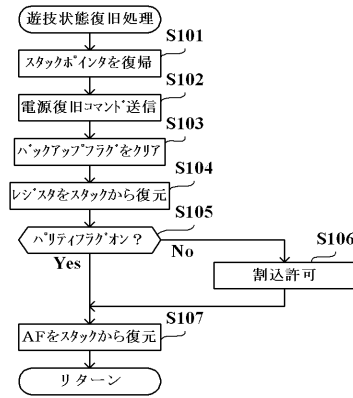 遊技状態復旧処理
S101
ｽﾀｯｸﾎﾟｲﾝﾀを復帰
S102
電源復旧ｺﾏﾝﾄﾞ送信
S103
ﾊﾞｯｸｱｯﾌﾟﾌﾗｸﾞをクリア
S104
ﾚｼﾞｽﾀをスタックから復元
S105
ﾊﾟﾘﾃｨﾌﾗｸﾞオン？
Yes
No
S106
割込許可
S107
AFをスタックから復元
リターン